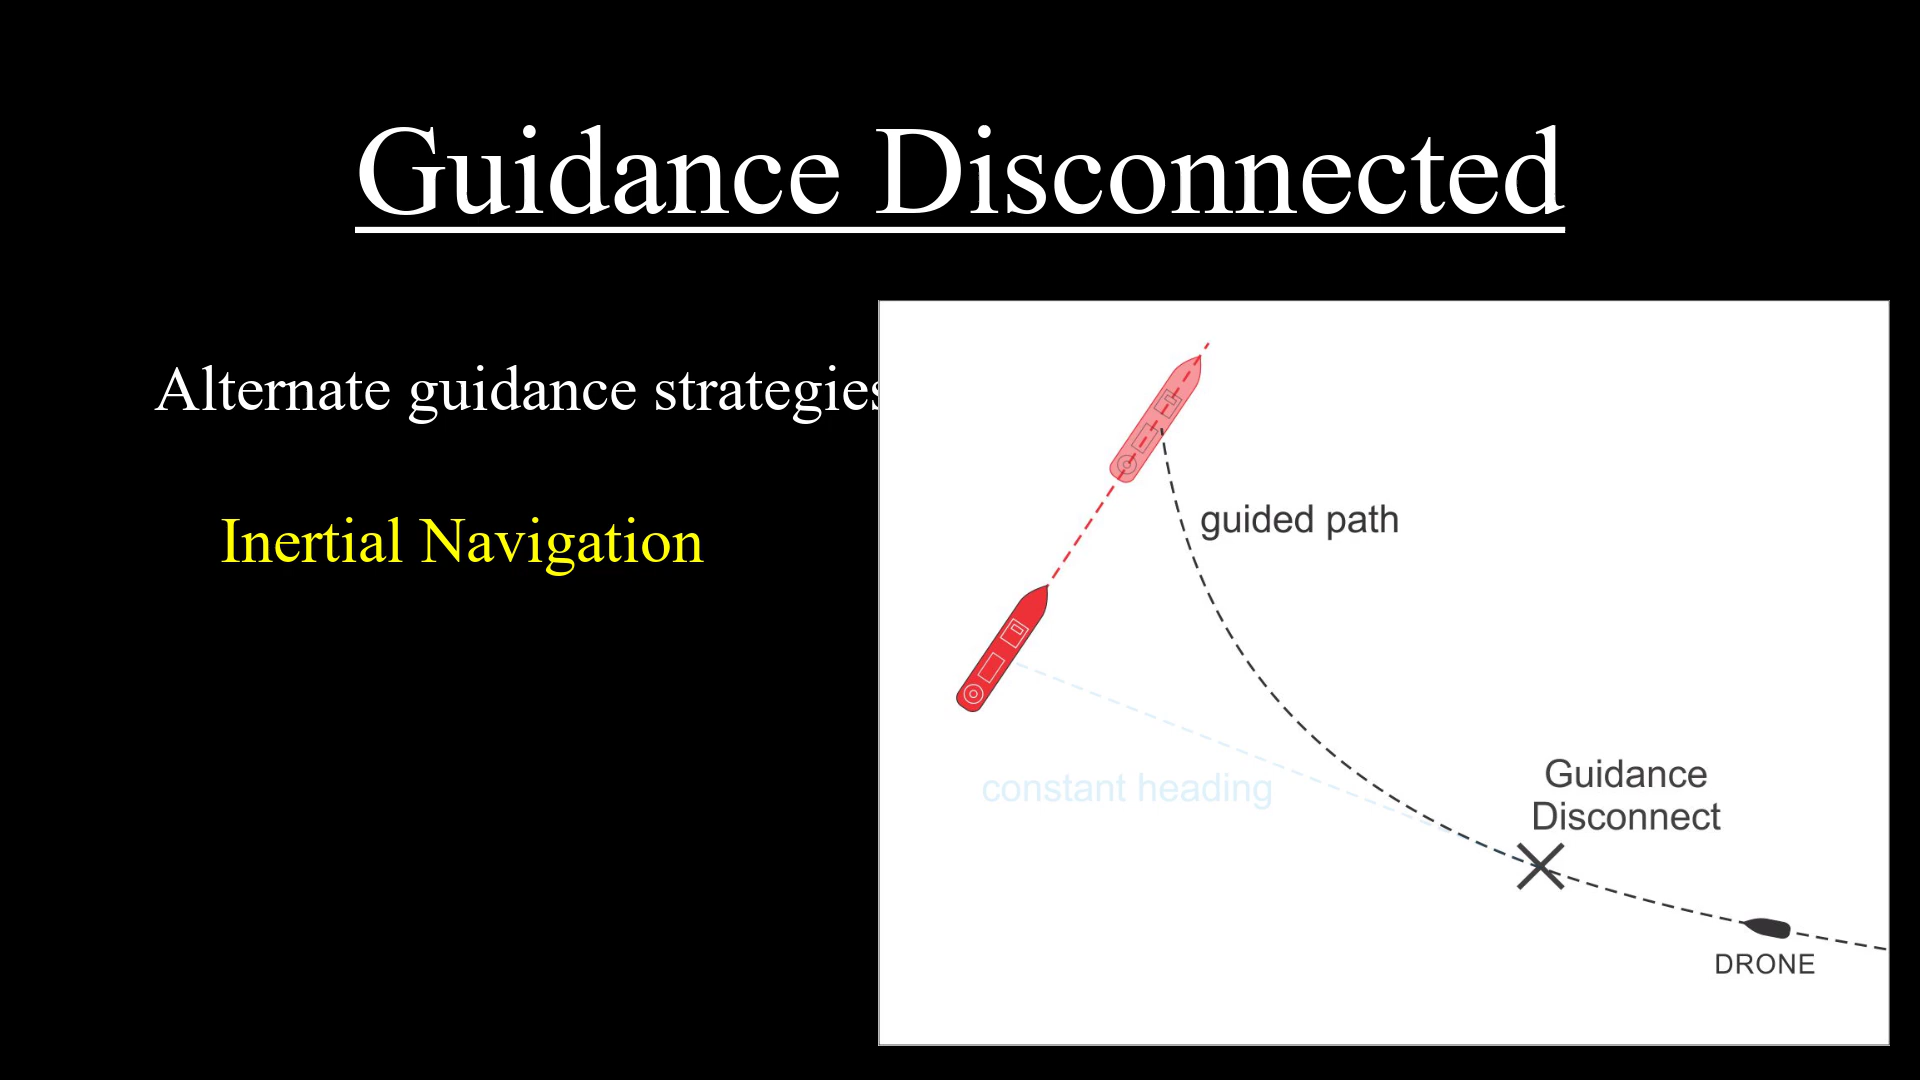 Guidance Disconnected
Alternate guidance strategies
Inertial Navigation
guided path
constant heading
Guidance
Disconnect
DRONE